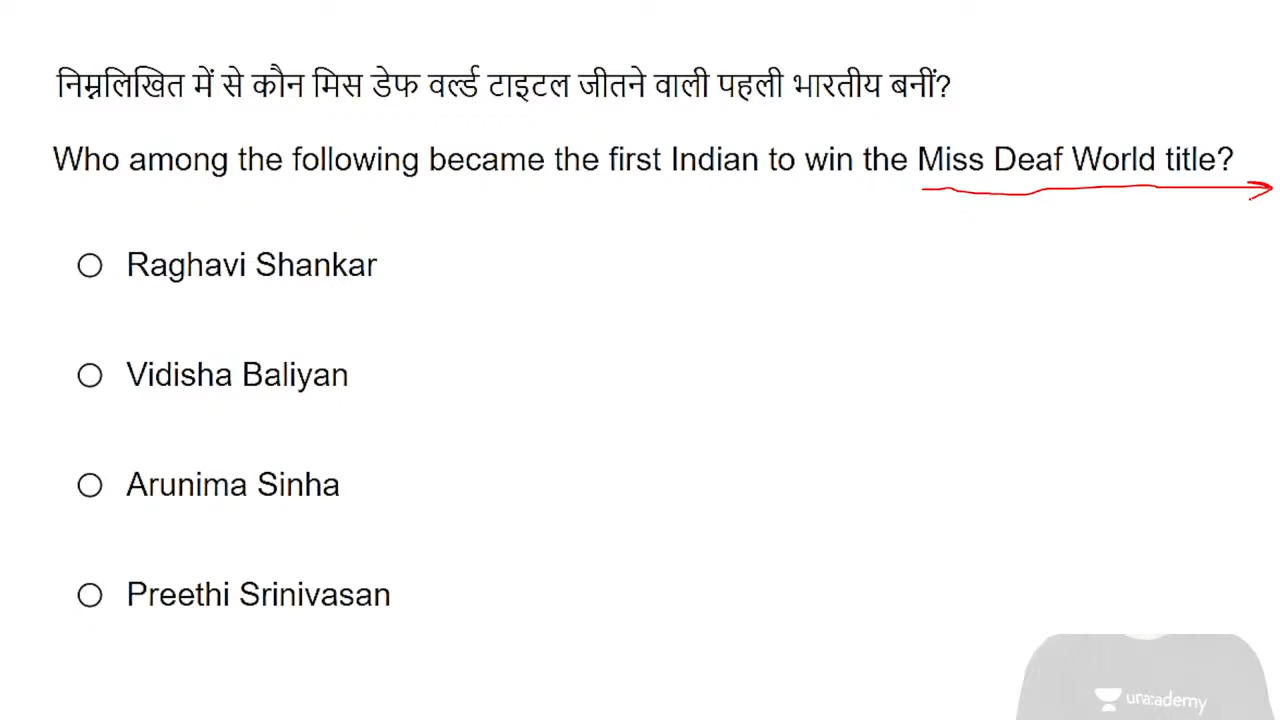 निम्नलिखित में से कौन मिस डेफ वर्ल्ड टाइटल जीतने वाली पहली भारतीय बनीं?
Who among the following became the first Indian to win the Miss Deaf World title?
Raghavi Shankar
Vidisha Baliyan
Arunima Sinha
Preethi Srinivasan
unacademy